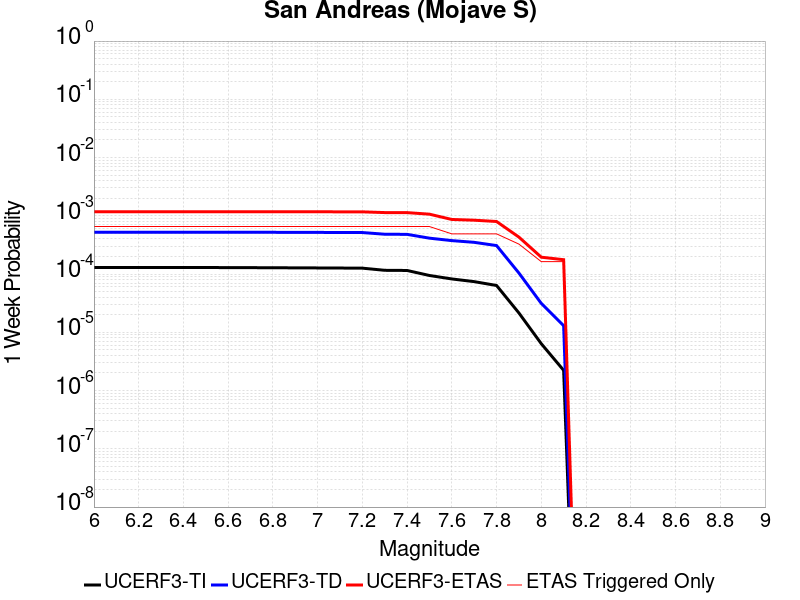 San Andreas (Mojave S)
10^0
10^-1
10^-2
10^-3
10^-4
10^-5
10^-6
10^-7
10^-8
1 Week Probability
6 6.2 6.4 6.6 6.8 7 7.2 7.4 7.6 7.8 8 8.2 8.4 8.6 8.8 9
Magnitude
UCERF3-TI UCERF3-TD UCERF3-ETAS ETAS Triggered Only